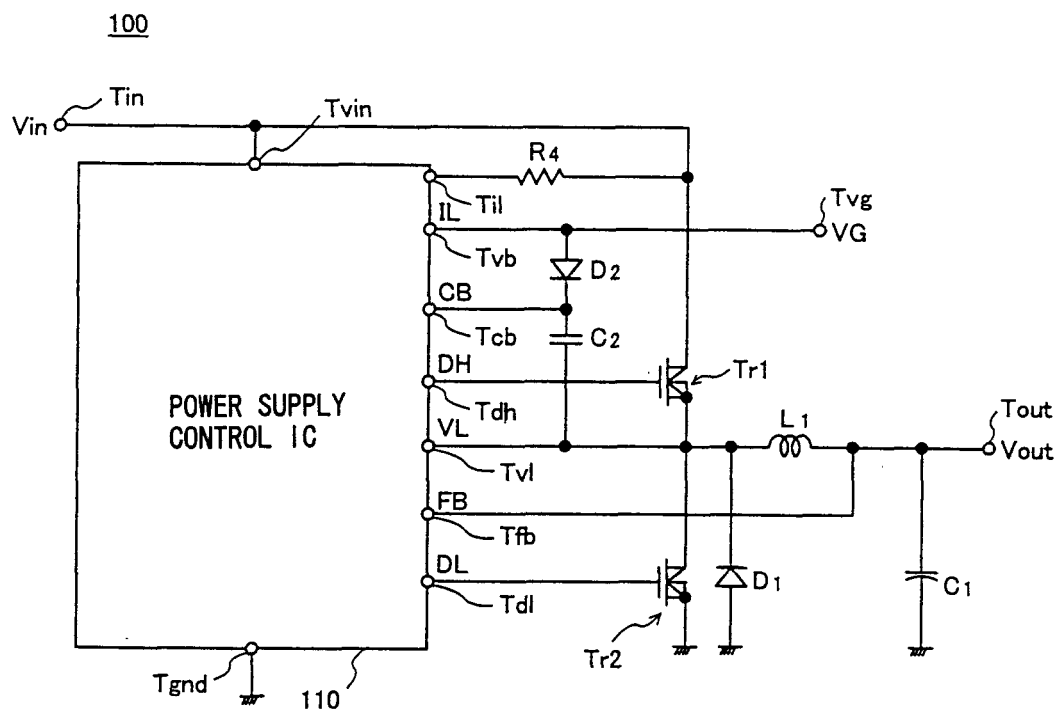 100
Tin
Vin
Tvin
R4
Til
IL
Tvg
VG
Tvb
D2
CB
Tcb
C2
DH
Tr1
Tdh
POWER SUPPLY
CONTROL IC
VL
L1
Tout
Vout
Tvl
FB
Tfb
DL
D1
C1
Tdl
Tr2
Tgnd
110